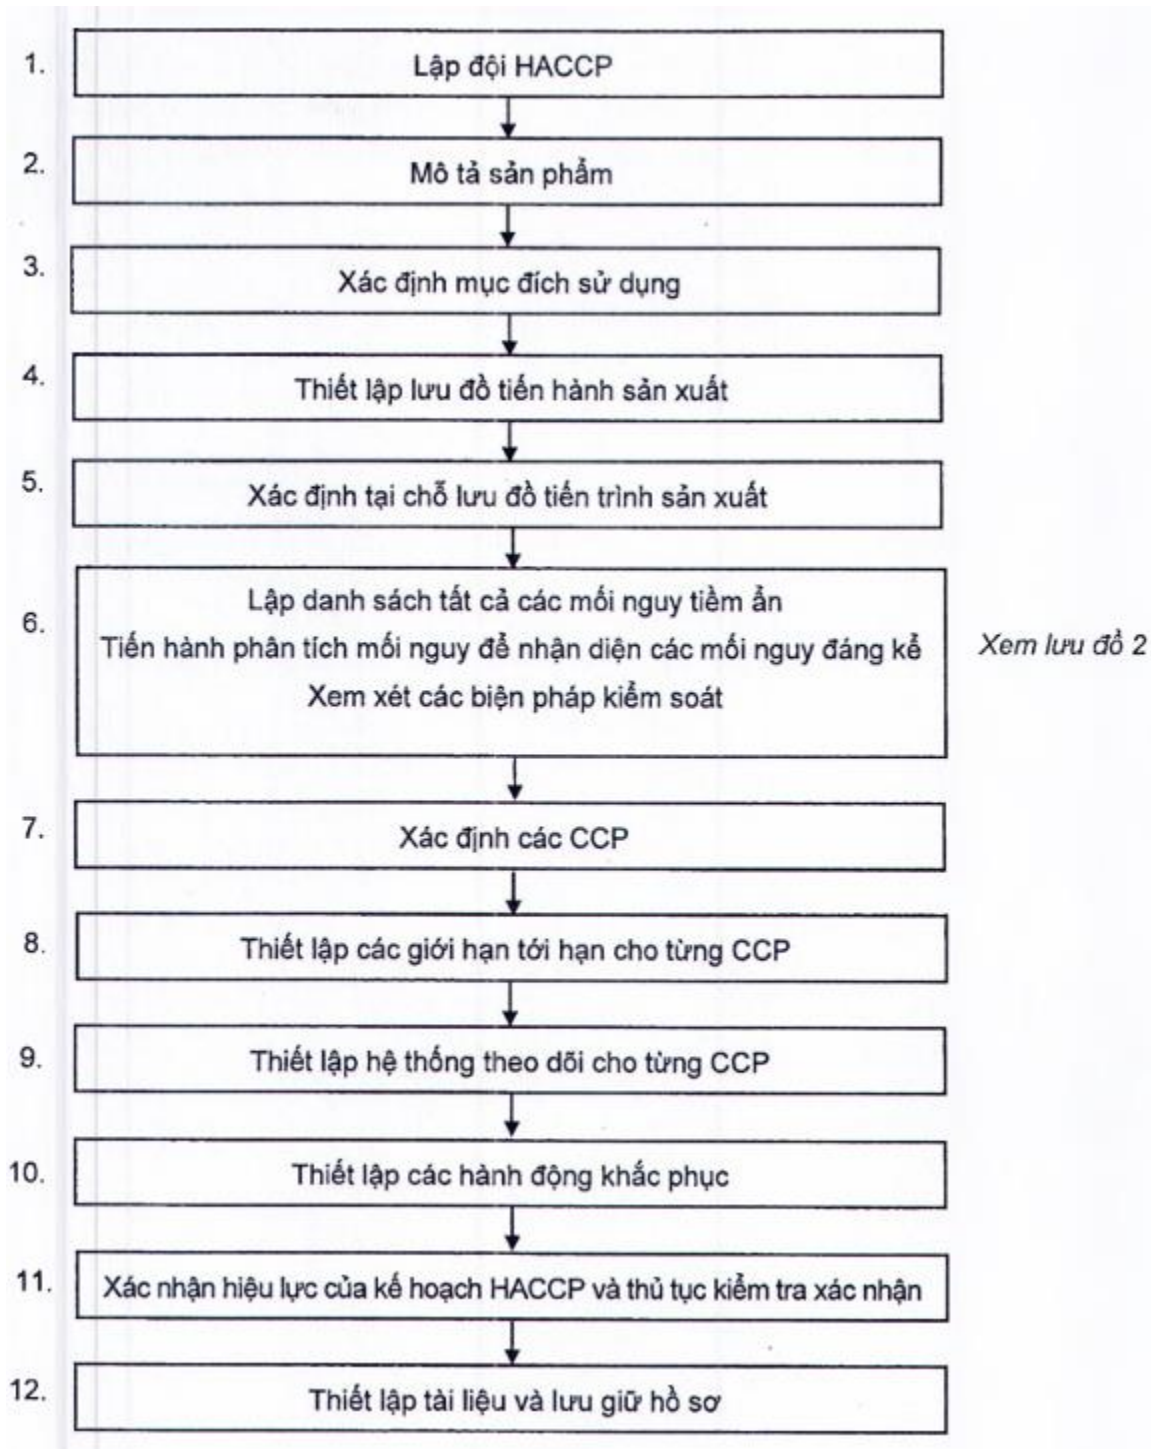 1. Lập đội HACCP
2. Mô tả sản phẩm
3. Xác định mục đích sử dụng
4. Thiết lập lưu đồ tiến hành sản xuất
5. Xác định tại chỗ lưu đồ tiến trình sản xuất
Lập danh sách tất cả các mối nguy tiềm ẩn
6. Tiến hành phân tích mối nguy để nhận diện các mối nguy đáng kể Xem lưu đồ 2
Xem xét các biện pháp kiểm soát
7. Xác định các CCP
8. Thiết lập các giới hạn tới hạn cho từng CCP
9. Thiết lập hệ thống theo dõi cho từng CCP
10. Thiết lập các hành động khắc phục
11. Xác nhận hiệu lực của kế hoạch HACCP và thủ tục kiểm tra xác nhận
12. Thiết lập tài liệu và lưu giữ hồ sơ